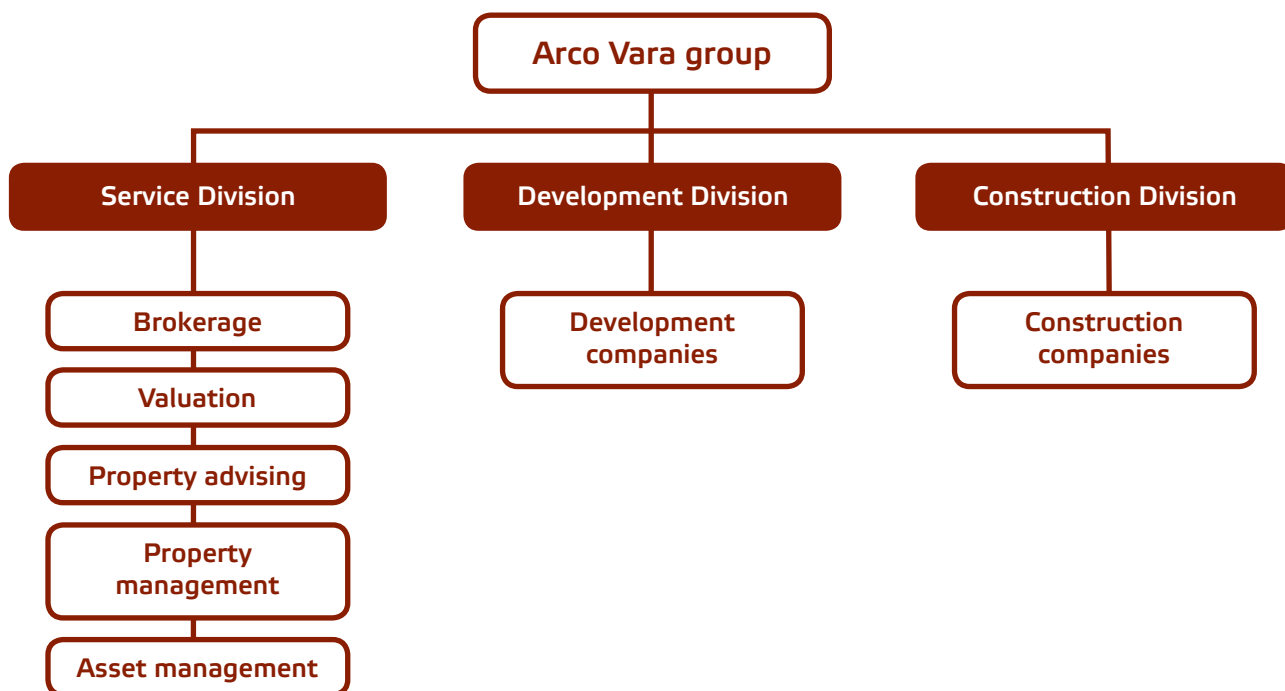 Arco Vara group
Service Division
Development Division
Construction Division
Brokerage
Valuation
Property advising
Property
management
Asset management
Development
companies
Construction
companies